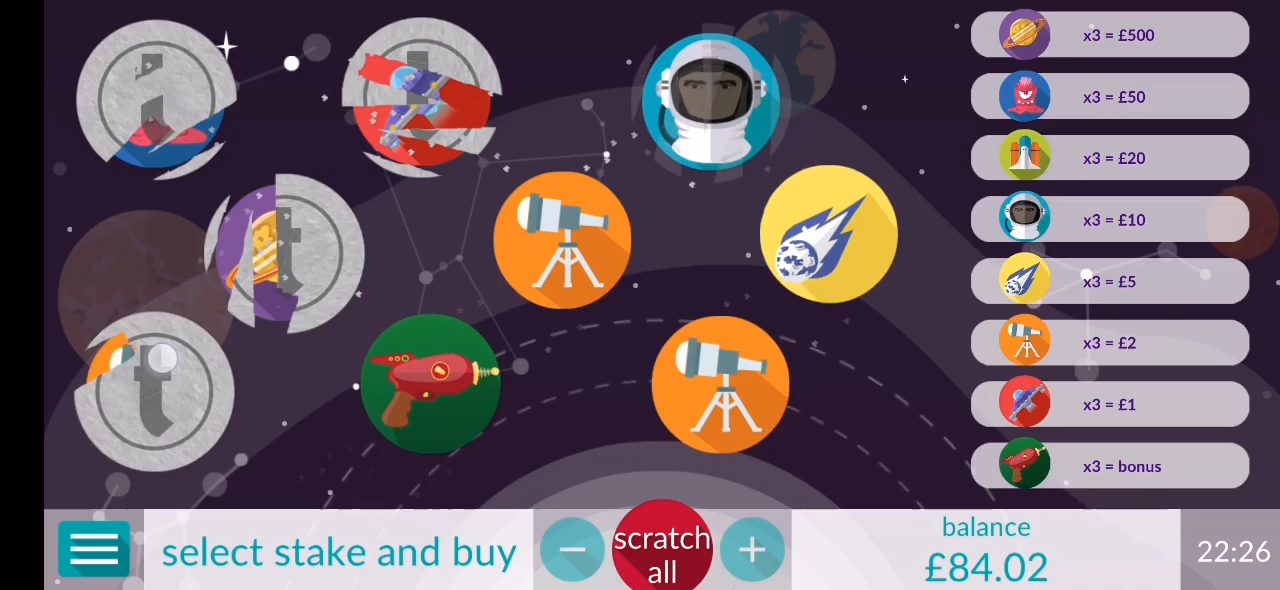 i
t
t
x3 = £500
x3 = £50
x3 = £20
x3 = £10
x3 = £5
x3 = £2
x3 = £1
x3 = bonus
select stake and buy
−
scratch
all
+
balance
£84.02
22:26